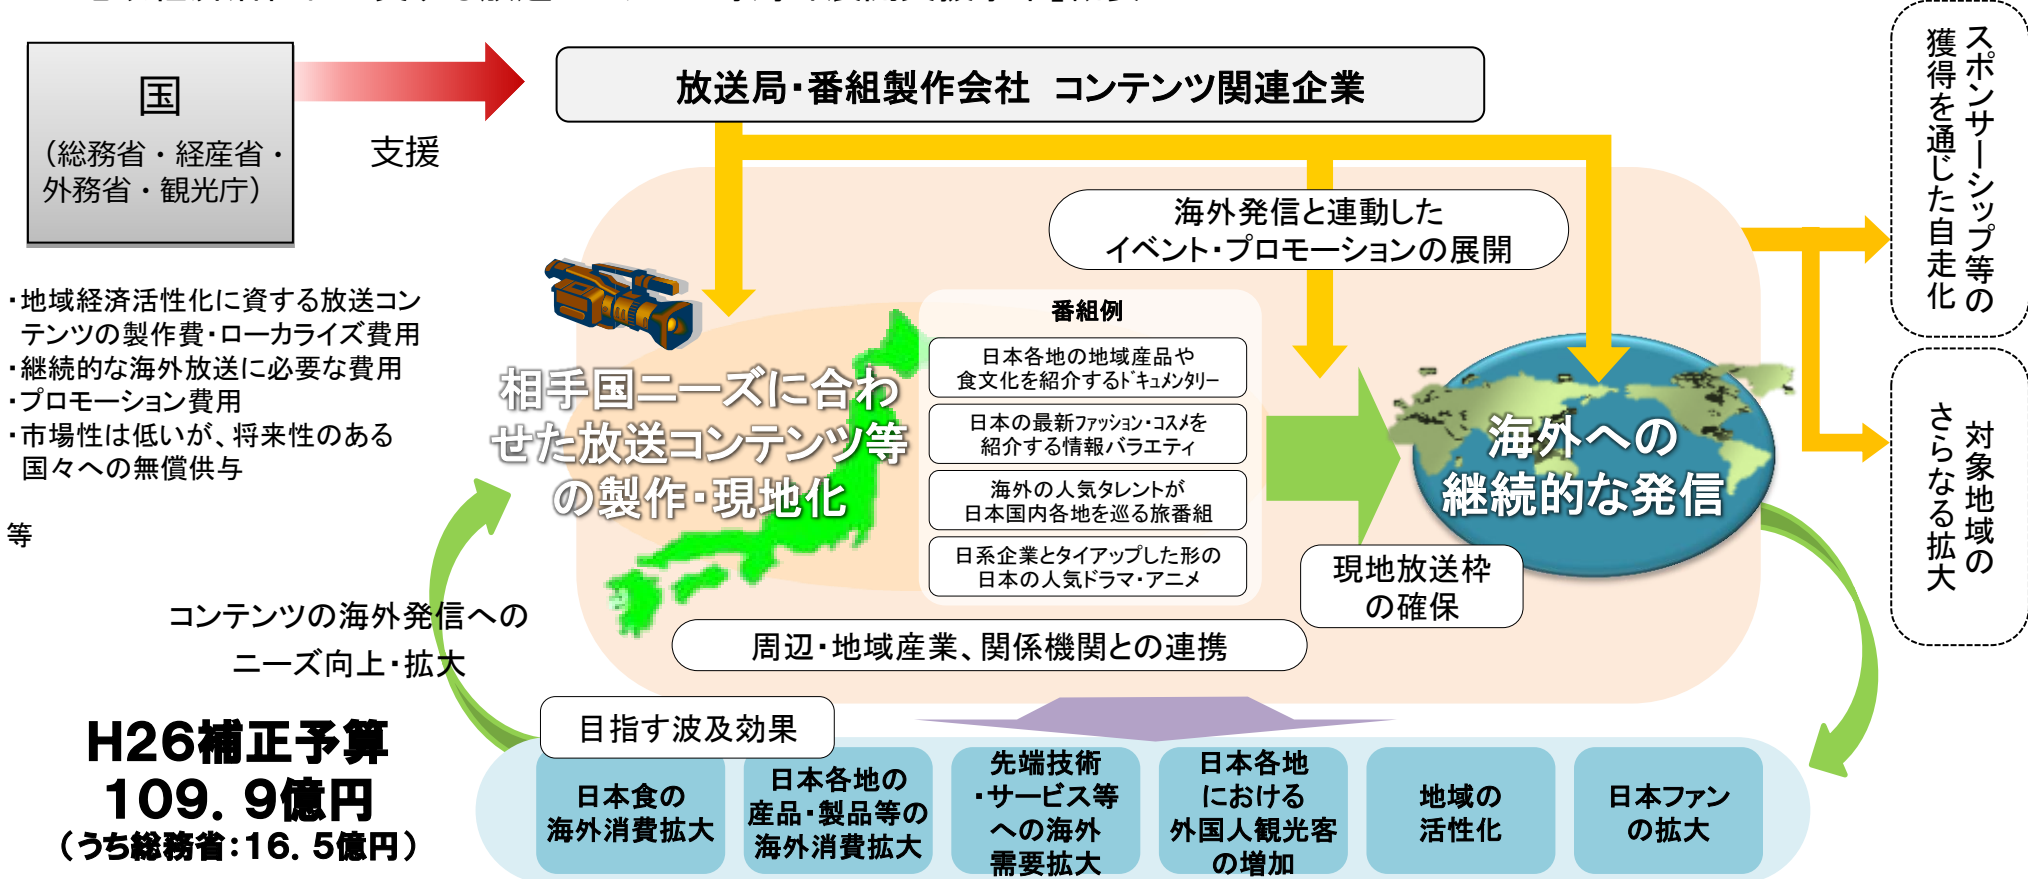 国
（総務省・経産省・
外務省・観光庁）
支援
放送局・番組製作会社　コンテンツ関連企業
スポンサーシップ等の
獲得を通じた自走化
対象地域の
さらなる拡大
・地域経済活性化に資する放送コン
テンツの製作費・ローカライズ費用
・継続的な海外放送に必要な費用
・プロモーション費用
・市場性は低いが、将来性のある
国々への無償供与
等
海外発信と連動した
イベント・プロモーションの展開
相手国ニーズに合わ
せた放送コンテンツ等
の製作・現地化
番組例
日本各地の地域産品や
食文化を紹介するﾄﾞｷｭﾒﾝﾀﾘｰ
日本の最新ﾌｧｯｼｮﾝ・ｺｽﾒを
紹介する情報バラエティ
海外の人気タレントが
日本国内各地を巡る旅番組
日系企業とタイアップした形の
日本の人気ドラマ・アニメ
海外への
継続的な発信
現地放送枠
の確保
周辺・地域産業、関係機関との連携
コンテンツの海外発信への
ニーズ向上・拡大
H26補正予算
109．9億円
（うち総務省：16．5億円）
目指す波及効果
日本食の
海外消費拡大
日本各地の
産品・製品等の
海外消費拡大
先端技術
・サービス等
への海外
需要拡大
日本各地
における
外国人観光客
の増加
地域の
活性化
日本ファン
の拡大